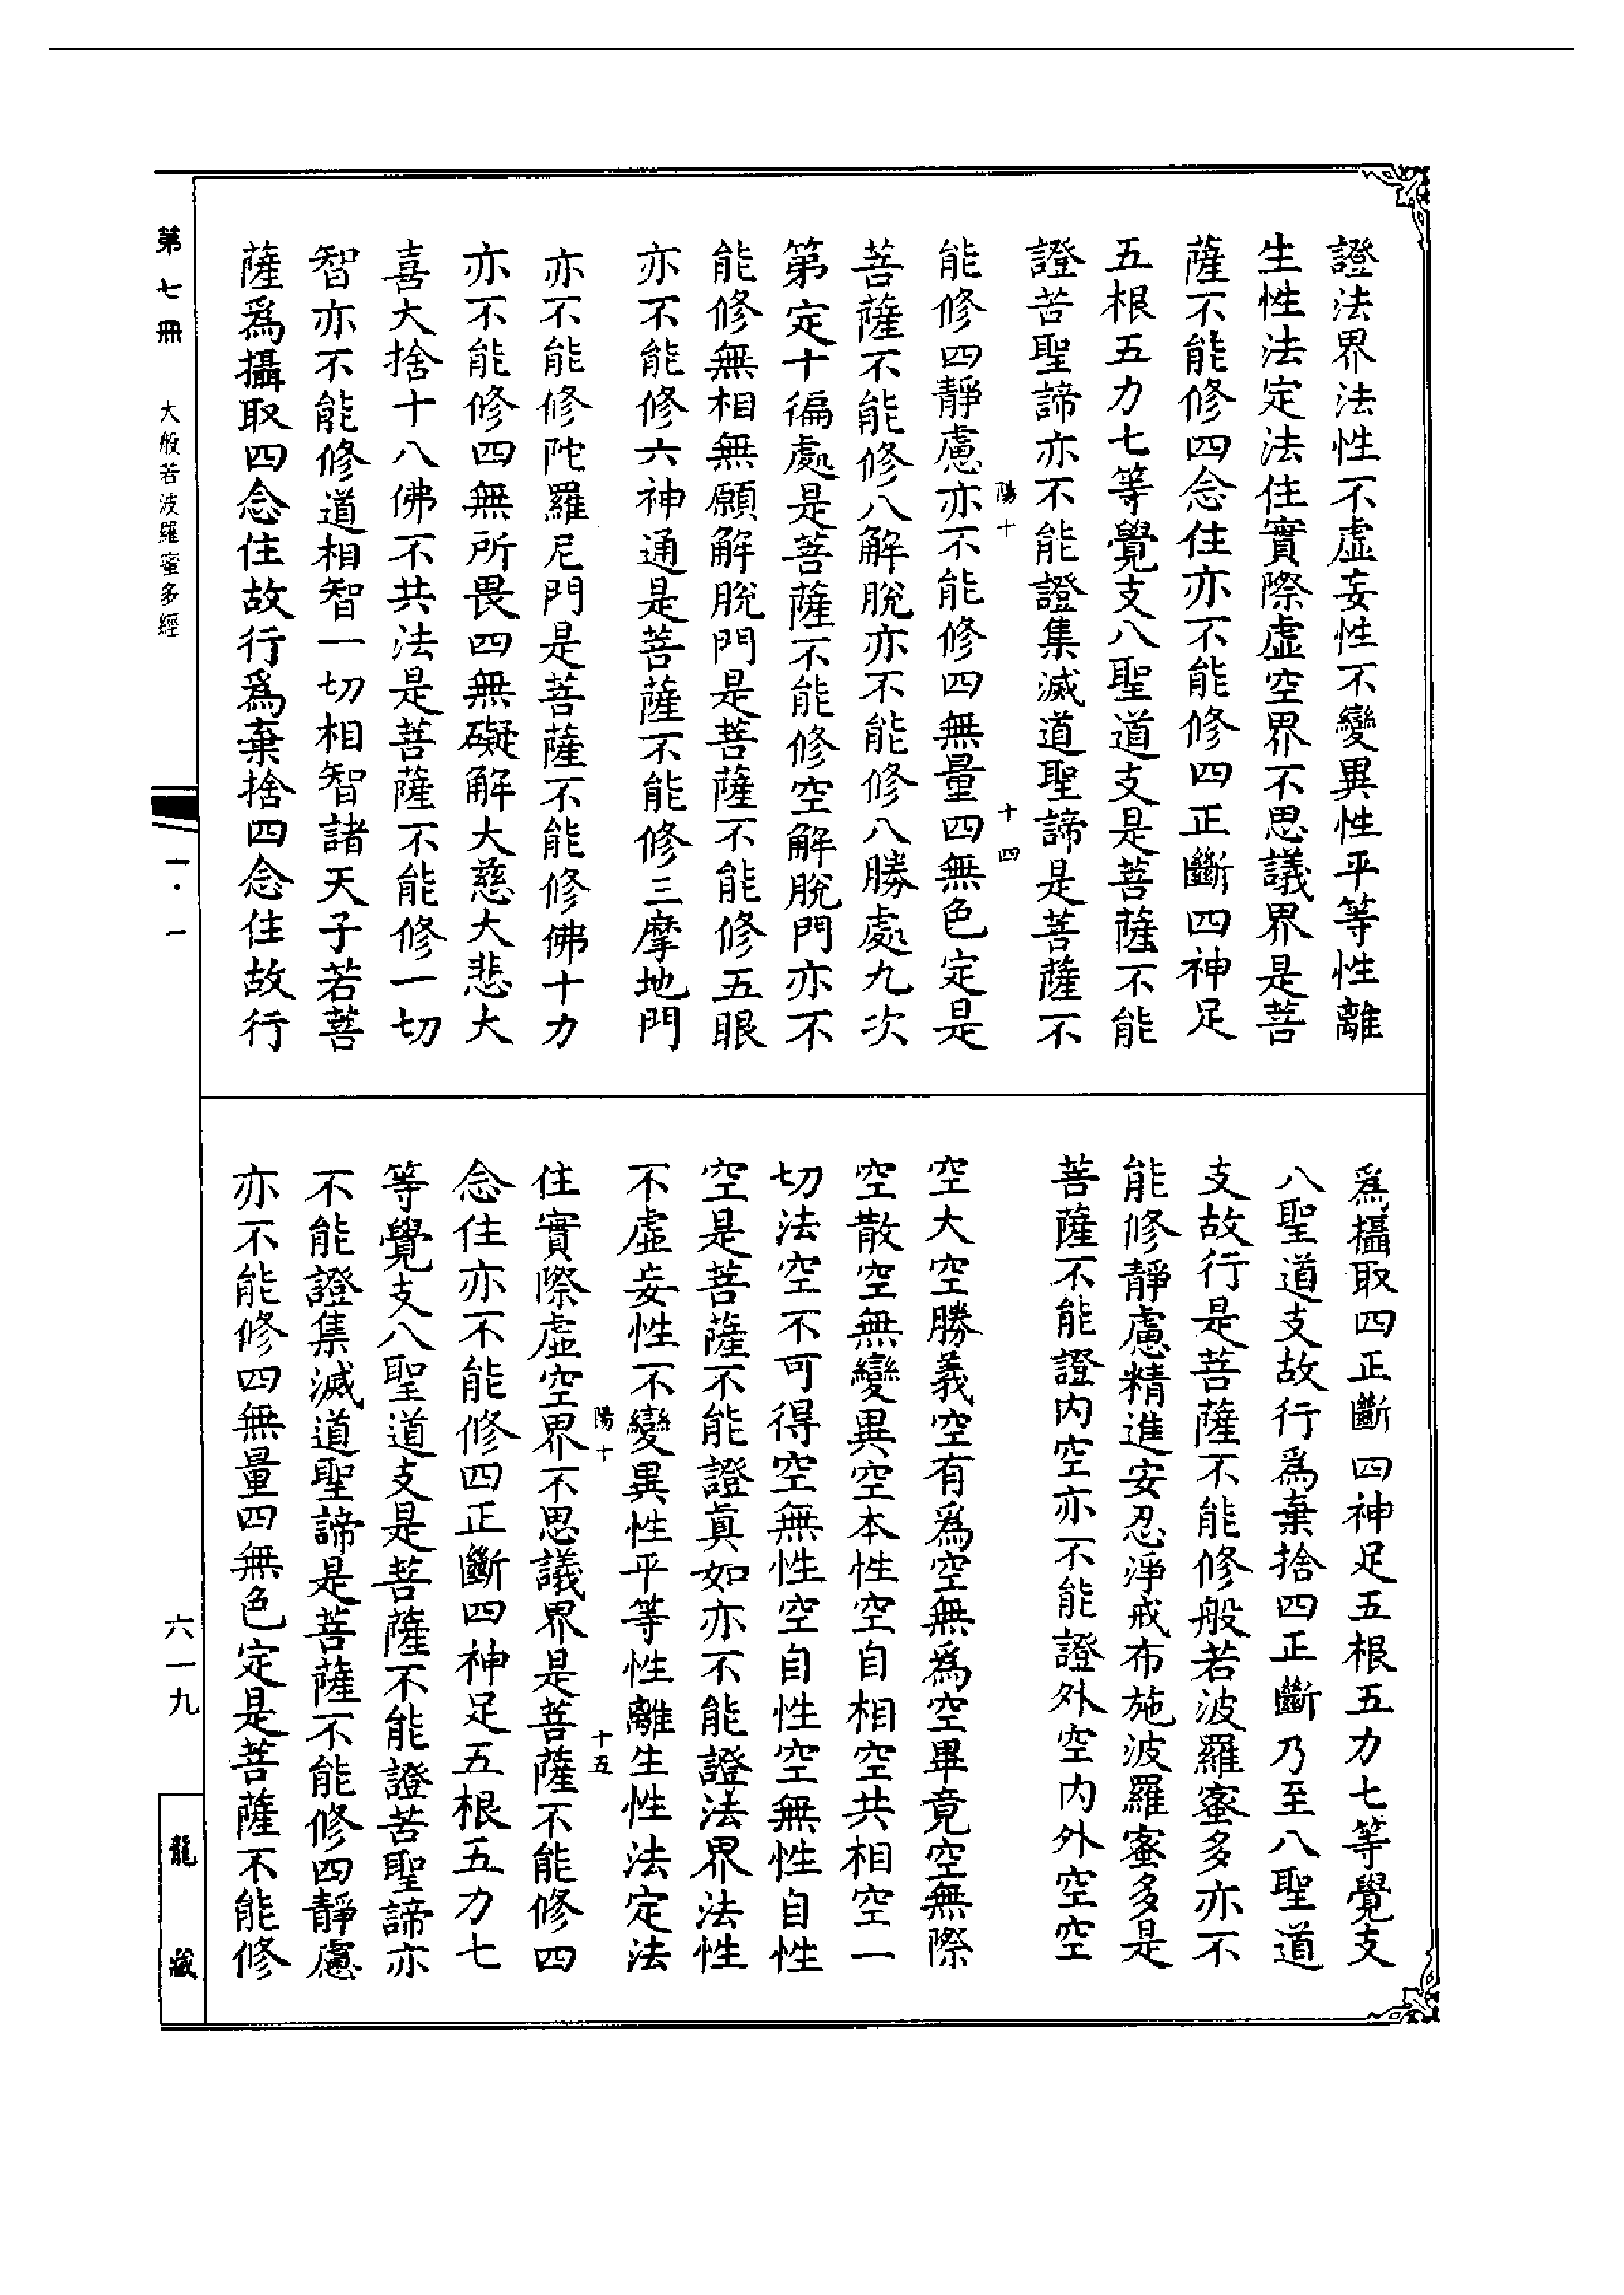 證法界法性不虛妄性不變異性平等性離
生性法定法住實際虛空界不思議界是菩
薩不能修四念住亦不能修四正斷四神足
五根五力七等覺支八聖道支是菩薩不能
證苦聖諦亦不能證集滅道聖諦是菩薩不
陽十
十四
能修四靜慮亦不能修四無量四無色定是
菩薩不能修八解脫亦不能修八勝處九次
第定十徧處是菩薩不能修空解脫門亦不
能修無相無願解脫門是菩薩不能修五眼
亦不能修六神通是菩薩不能修三摩地門
亦不能修陀羅尼門是菩薩不能修佛十力
亦不能修四無所畏四無礙解大慈大悲大
喜大捨十八佛不共法是菩薩不能修一切
智亦不能修道相智一切相智諸天子若菩
薩爲攝取四念住故行爲棄捨四念住故行
爲攝取四正斷四神足五根五力七等覺支
八聖道支故行爲棄捨四正斷乃至八聖道
支故行是菩薩不能修般若波羅蜜多亦不
能修靜慮精進安忍淨戒布施波羅蜜多是
菩薩不能證內空亦不能證外空內外空空
空大空勝義空有爲空無爲空畢竟空無際
空散空無變異空本性空自相空共相空一
切法空不可得空無性空自性空無性自性
空是菩薩不能證眞如亦不能證法界法性
不虛妄性不變異性平等性離生性法定法
陽十
十五
住實際虛空界不思議界是菩薩不能修四
念住亦不能修四正斷四神足五根五力七
等覺支八聖道支是菩薩不能證苦聖諦亦
不能證集滅道聖諦是菩薩不能修四靜慮
亦不能修四無量四無色定是菩薩不能修
第七冊
大般若波羅蜜多經
一·一
六一九
龍藏